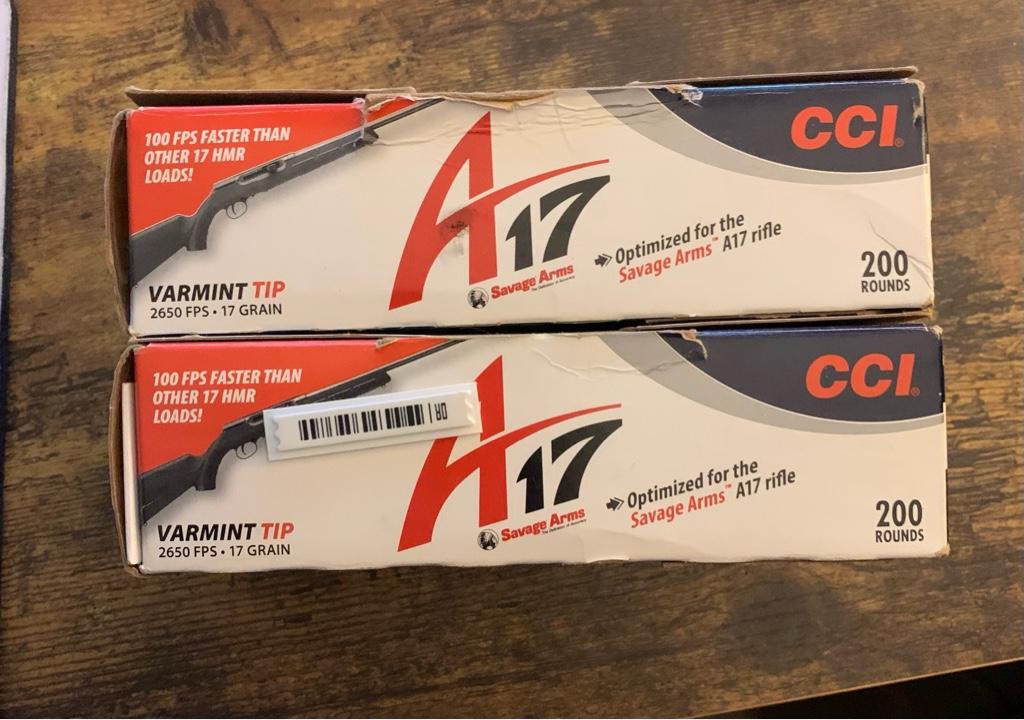 100 FPS FASTER THAN
OTHER 17 HMR
LOADS!
CCI
A17
Savage Arms
Optimized for the
Savage Arms™ A17 rifle
VARMINT TIP
2650 FPS • 17 GRAIN
200
ROUNDS
100 FPS FASTER THAN
OTHER 17 HMR
LOADS!
CCI
A17
Savage Arms
Optimized for the
Savage Arms™ A17 rifle
VARMINT TIP
2650 FPS • 17 GRAIN
200
ROUNDS